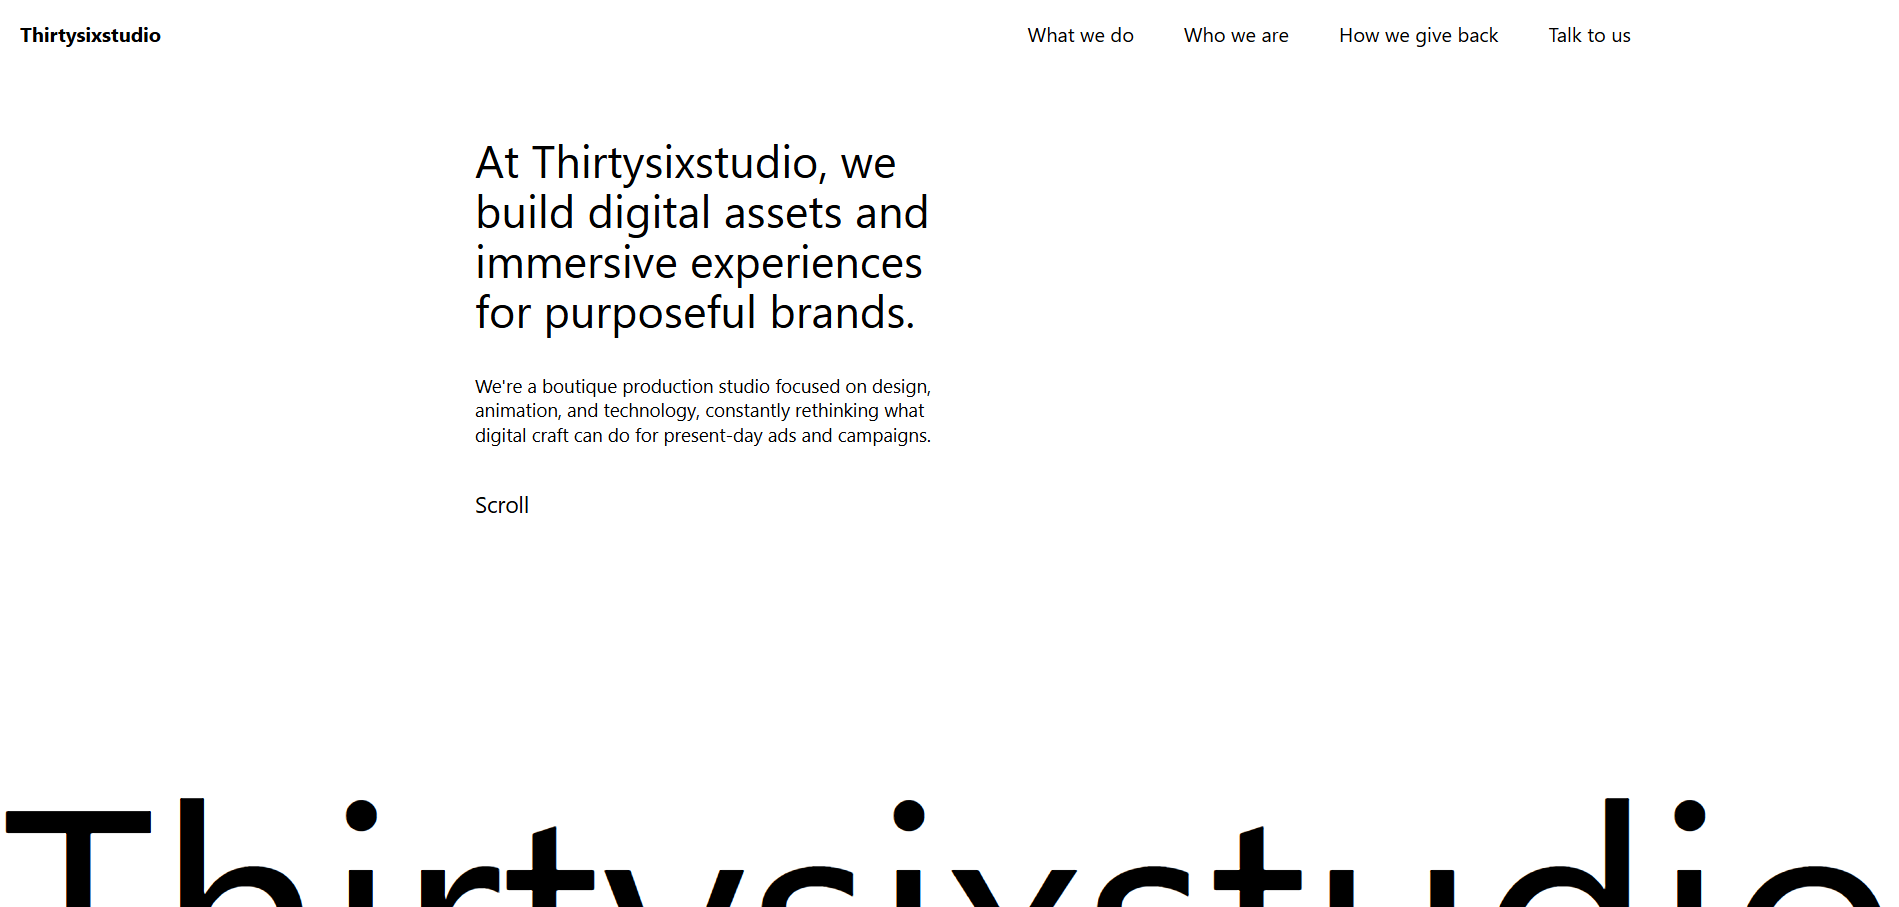 Thirtysixstudio
What we do
Who we are
How we give back
Talk to us
At Thirtysixstudio, we
build digital assets and
immersive experiences
for purposeful brands.
We're a boutique production studio focused on design,
animation, and technology, constantly rethinking what
digital craft can do for present-day ads and campaigns.
Scroll
Thirtysixstudio